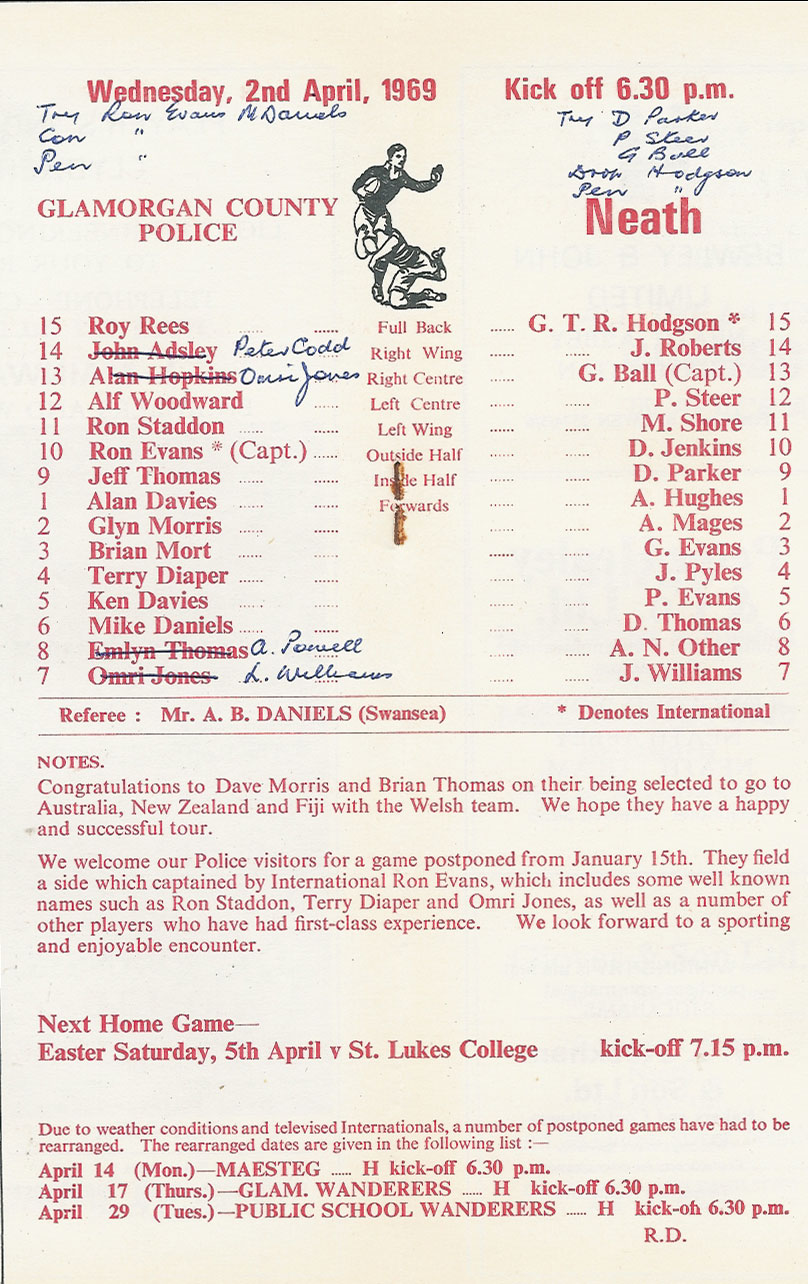 Wednesday, 2nd April, 1969 Kick off 6.30 p.m.
Try Ron Evans M Daniels
Con "
Pen "
Try D Parker
P Steer
G Ball
Drop Hodgson
Pen "
GLAMORGAN COUNTY
POLICE
Neath
15 Roy Rees ...... ...... Full Back ...... G. T. R. Hodgson * 15
14 John Adsley Peter Codd Right Wing ...... ...... J. Roberts 14
13 Alan Hopkins Omri Jones Right Centre ...... G. Ball (Capt.) 13
12 Alf Woodward ...... Left Centre ...... ...... P. Steer 12
11 Ron Staddon ...... ...... Left Wing ...... ...... M. Shore 11
10 Ron Evans * (Capt.) ...... Outside Half ...... D. Jenkins 10
9 Jeff Thomas ...... ...... Inside Half ...... ...... D. Parker 9
1 Alan Davies ...... ...... Forwards ...... ...... A. Hughes 1
2 Glyn Morris ...... ...... ...... ...... A. Mages 2
3 Brian Mort ...... ...... ...... ...... G. Evans 3
4 Terry Diaper ...... ...... ...... ...... J. Pyles 4
5 Ken Davies ...... ...... ...... ...... P. Evans 5
6 Mike Daniels ...... ...... ...... ...... D. Thomas 6
8 Emlyn Thomas A. Powell ...... ...... A. N. Other 8
7 Omri Jones L. Williams ...... ...... J. Williams 7
Referee : Mr. A. B. DANIELS (Swansea) * Denotes International
NOTES.
Congratulations to Dave Morris and Brian Thomas on their being selected to go to
Australia, New Zealand and Fiji with the Welsh team. We hope they have a happy
and successful tour.
We welcome our Police visitors for a game postponed from January 15th. They field
a side which captained by International Ron Evans, which includes some well known
names such as Ron Staddon, Terry Diaper and Omri Jones, as well as a number of
other players who have had first-class experience. We look forward to a sporting
and enjoyable encounter.
Next Home Game—
Easter Saturday, 5th April v St. Lukes College kick-off 7.15 p.m.
Due to weather conditions and televised Internationals, a number of postponed games have had to be
rearranged. The rearranged dates are given in the following list :—
April 14 (Mon.)—MAESTEG ...... H kick-off 6.30 p.m.
April 17 (Thurs.)—GLAM. WANDERERS ...... H kick-off 6.30 p.m.
April 29 (Tues.)—PUBLIC SCHOOL WANDERERS ...... H kick-off 6.30 p.m.
R.D.